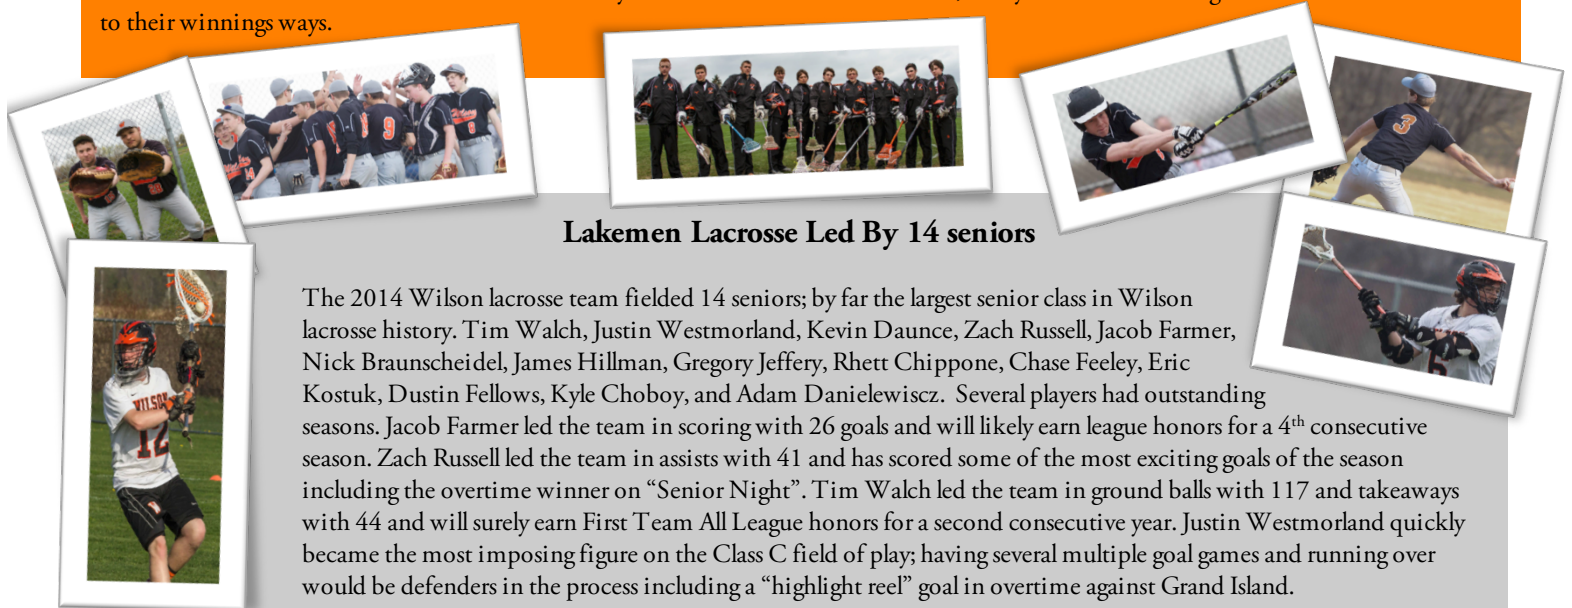 to their winnings ways.
Lakemen Lacrosse Led By 14 seniors
The 2014 Wilson lacrosse team fielded 14 seniors; by far the largest senior class in Wilson
lacrosse history. Tim Walch, Justin Westmorland, Kevin Daunce, Zach Russell, Jacob Farmer,
Nick Braunscheidel, James Hillman, Gregory Jeffery, Rhett Chippone, Chase Feeley, Eric
Kostuk, Dustin Fellows, Kyle Choboy, and Adam Danielewiscz.  Several players had outstanding
seasons. Jacob Farmer led the team in scoring with 26 goals and will likely earn league honors for a 4th consecutive
season. Zach Russell led the team in assists with 41 and has scored some of the most exciting goals of the season
including the overtime winner on “Senior Night”. Tim Walch led the team in ground balls with 117 and takeaways
with 44 and will surely earn First Team All League honors for a second consecutive year. Justin Westmorland quickly
became the most imposing figure on the Class C field of play; having several multiple goal games and running over
would be defenders in the process including a “highlight reel” goal in overtime against Grand Island.
9
3
WILSON
12